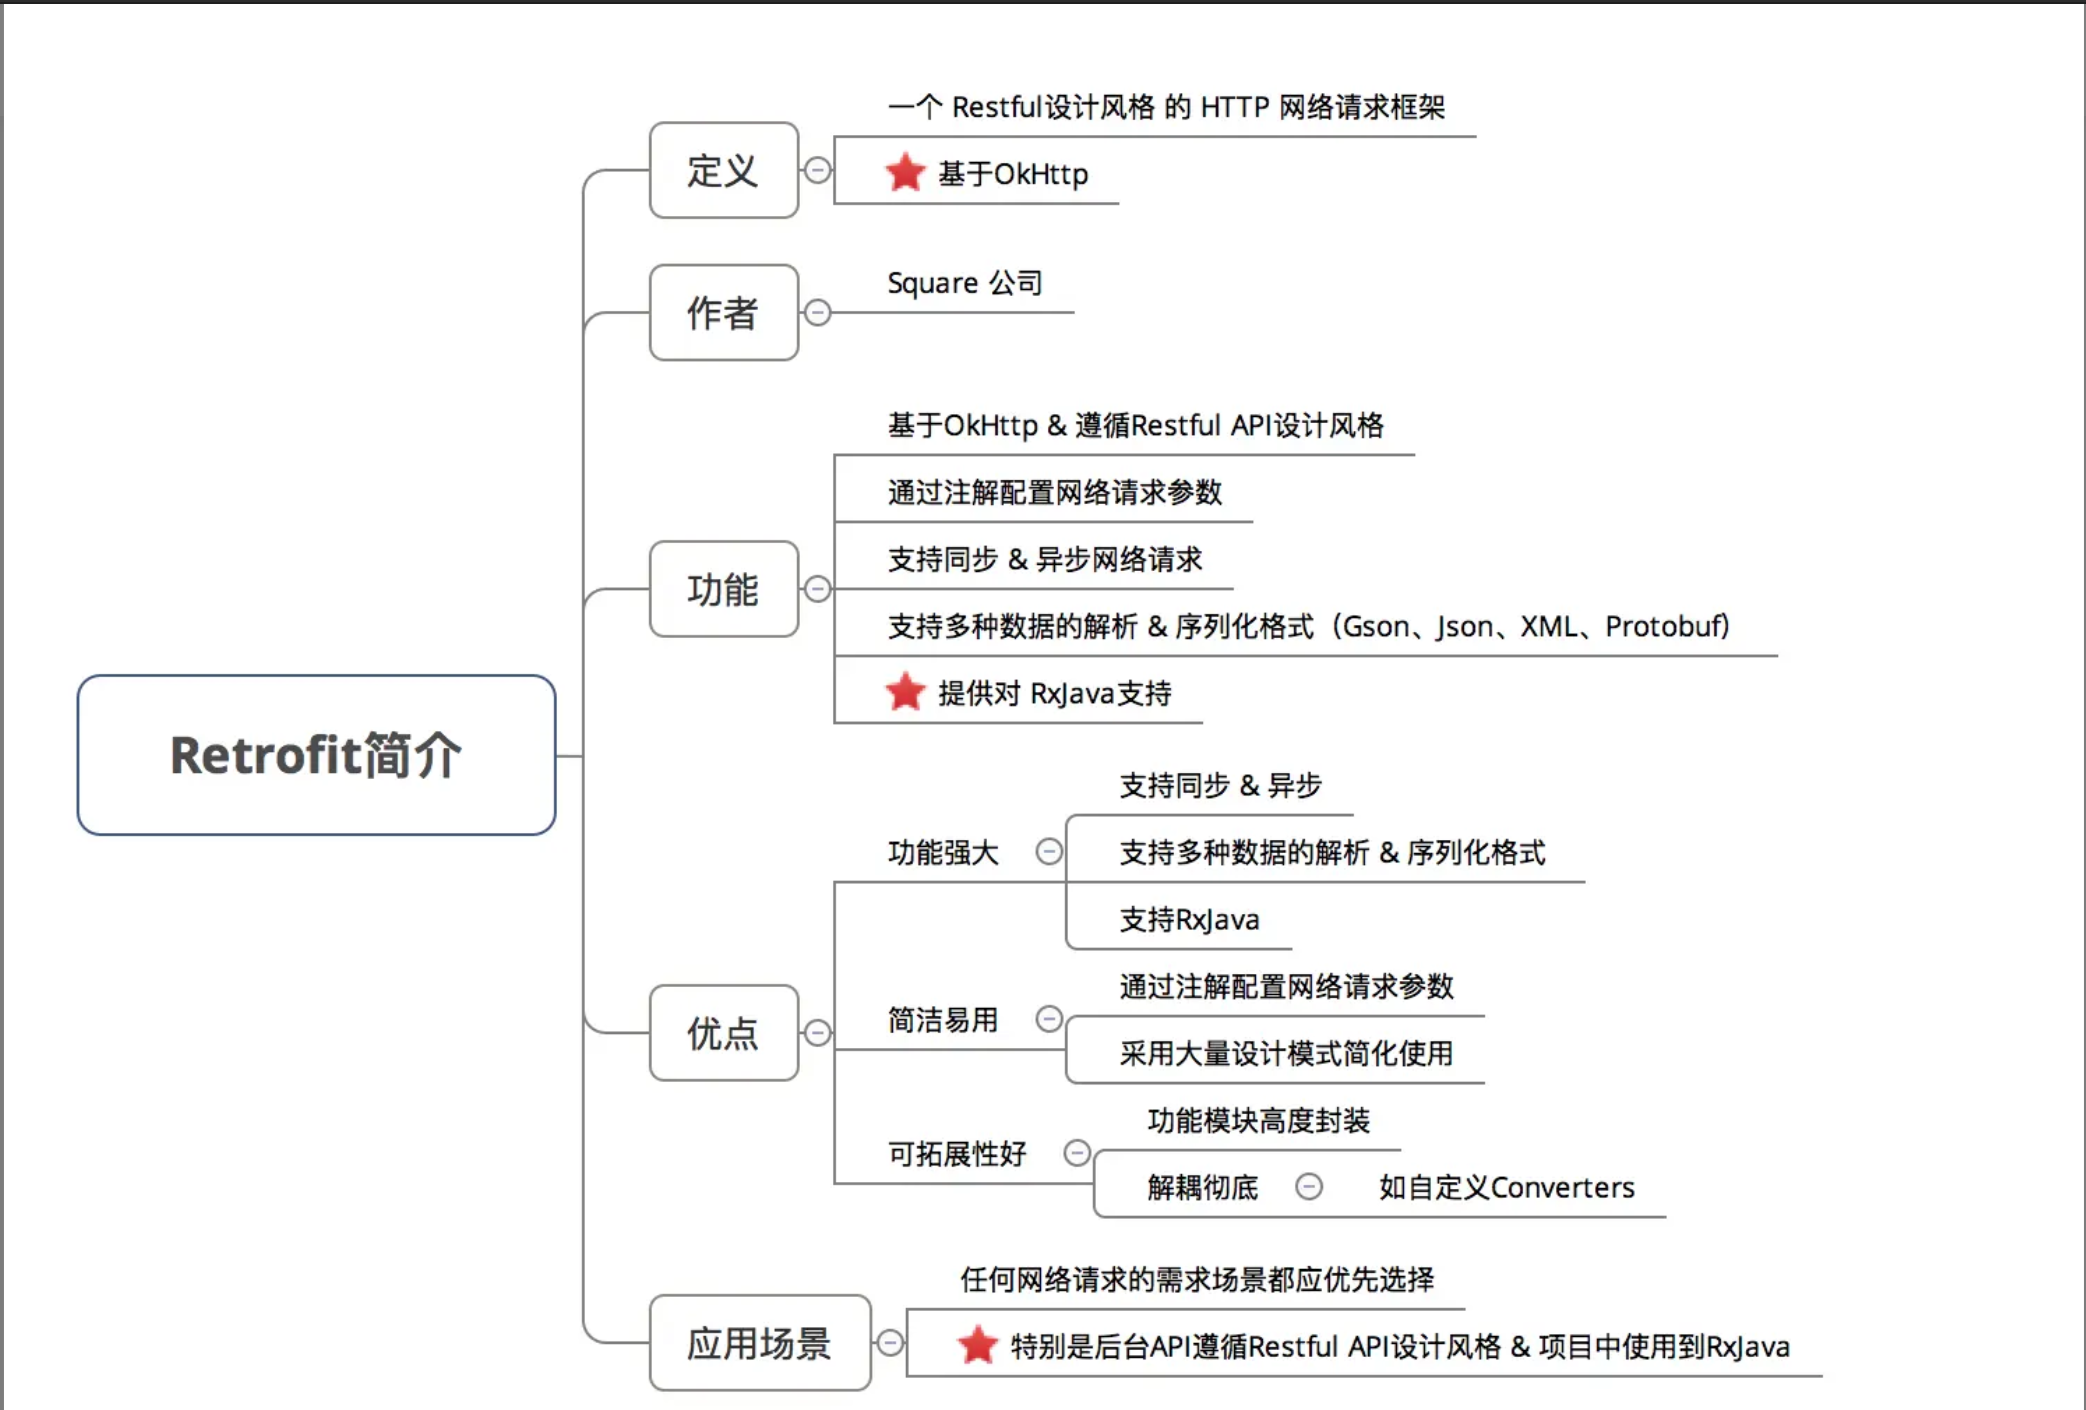 Retrofit简介
定义
一个 Restful设计风格 的 HTTP 网络请求框架
基于OkHttp
作者
Square 公司
功能
基于OkHttp & 遵循Restful API设计风格
通过注解配置网络请求参数
支持同步 & 异步网络请求
支持多种数据的解析 & 序列化格式（Gson、Json、XML、Protobuf）
提供对 RxJava支持
优点
功能强大
支持同步 & 异步
支持多种数据的解析 & 序列化格式
支持RxJava
简洁易用
通过注解配置网络请求参数
采用大量设计模式简化使用
可拓展性好
功能模块高度封装
解耦彻底
如自定义Converters
应用场景
任何网络请求的需求场景都应优先选择
特别是后台API遵循Restful API设计风格 & 项目中使用到RxJava